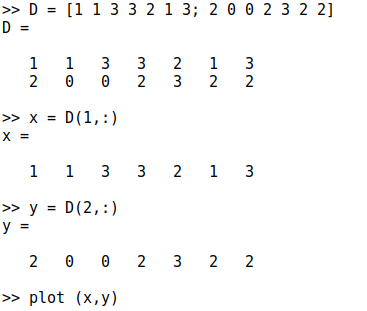 >> D = [1 1 3 3 2 1 3; 2 0 0 2 3 2 2]
D =
1 1 3 3 2 1 3
2 0 0 2 3 2 2
>> x = D(1,:)
x =
1 1 3 3 2 1 3
>> y = D(2,:)
y =
2 0 0 2 3 2 2
>> plot (x,y)